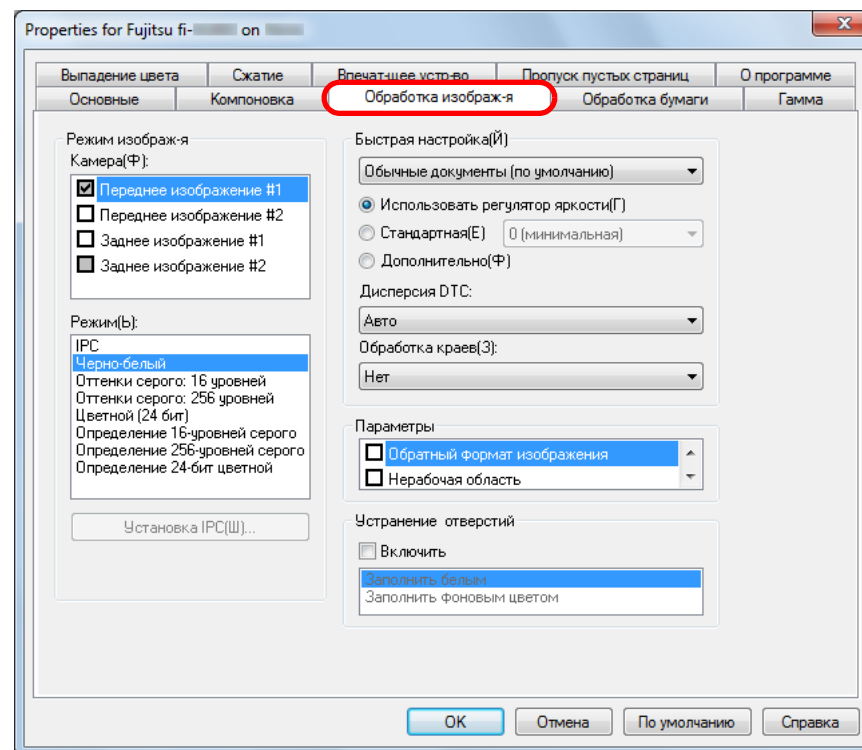 Properties for Fujitsu fi- on
Выпадение цвета Сжатие Впечат-щее устр-во Пропуск пустых страниц О программе
Основные Компоновка Обработка изображ-я Обработка бумаги Гамма
Режим изображ-я
Камера(Ф):
Переднее изображение #1
Переднее изображение #2
Заднее изображение #1
Заднее изображение #2
Режим(Ь):
IPC
Черно-белый
Оттенки серого: 16 уровней
Оттенки серого: 256 уровней
Цветной (24 бит)
Определение 16-уровней серого
Определение 256-уровней серого
Определение 24-бит цветной
Установка IPC(Ш)...
Быстрая настройка(Й)
Обычные документы (по умолчанию)
Использовать регулятор яркости(Г)
Стандартная(Е) 0 (минимальная)
Дополнительно(Ф)
Дисперсия DTC:
Авто
Обработка краев(З):
Нет
Параметры
Обратный формат изображения
Нерабочая область
Устранение отверстий
Включить
Заполнить белым
Заполнить фоновым цветом
OK Отмена По умолчанию Справка